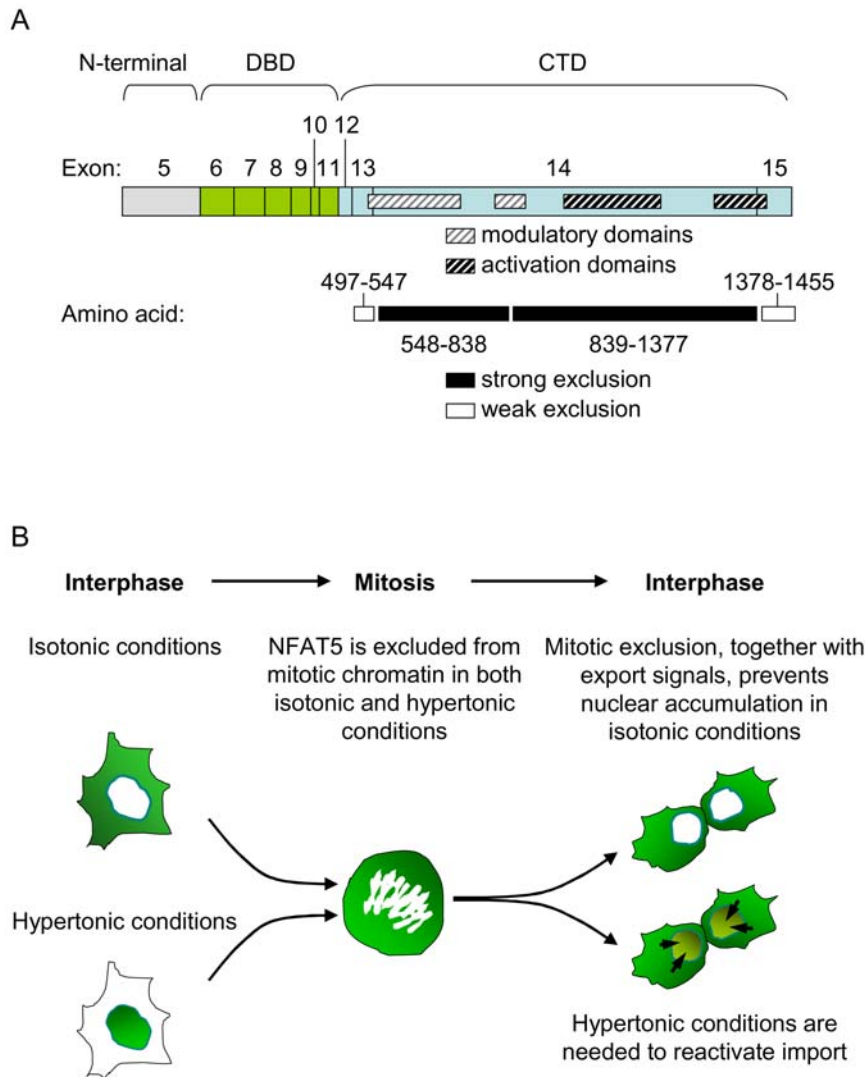 A
N-terminal DBD CTD
10 12
Exon: 5 6 7 8 9 11 13 14 15
modulatory domains
activation domains
497-547 1378-1455
Amino acid:
548-838 839-1377
strong exclusion
weak exclusion
B
Interphase Mitosis Interphase
Isotonic conditions
NFAT5 is excluded from
mitotic chromatin in both
isotonic and hypertonic
conditions
Mitotic exclusion, together with
export signals, prevents
nuclear accumulation in
isotonic conditions
Hypertonic conditions
Hypertonic conditions are
needed to reactivate import